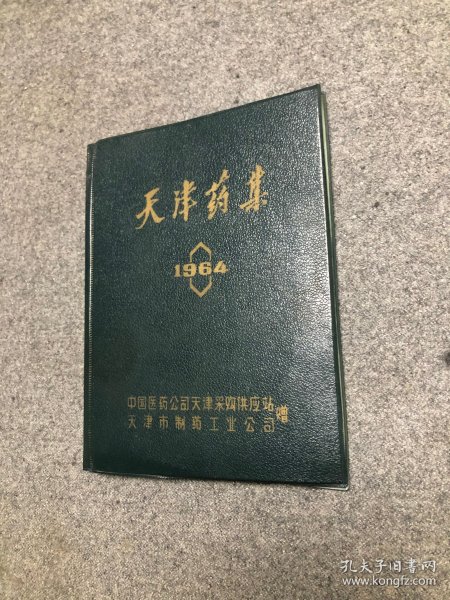 天津药集
1964
中国医药公司天津采购供应站
天津市制药工业公司
赠
孔夫子旧书网
www.kongfz.com